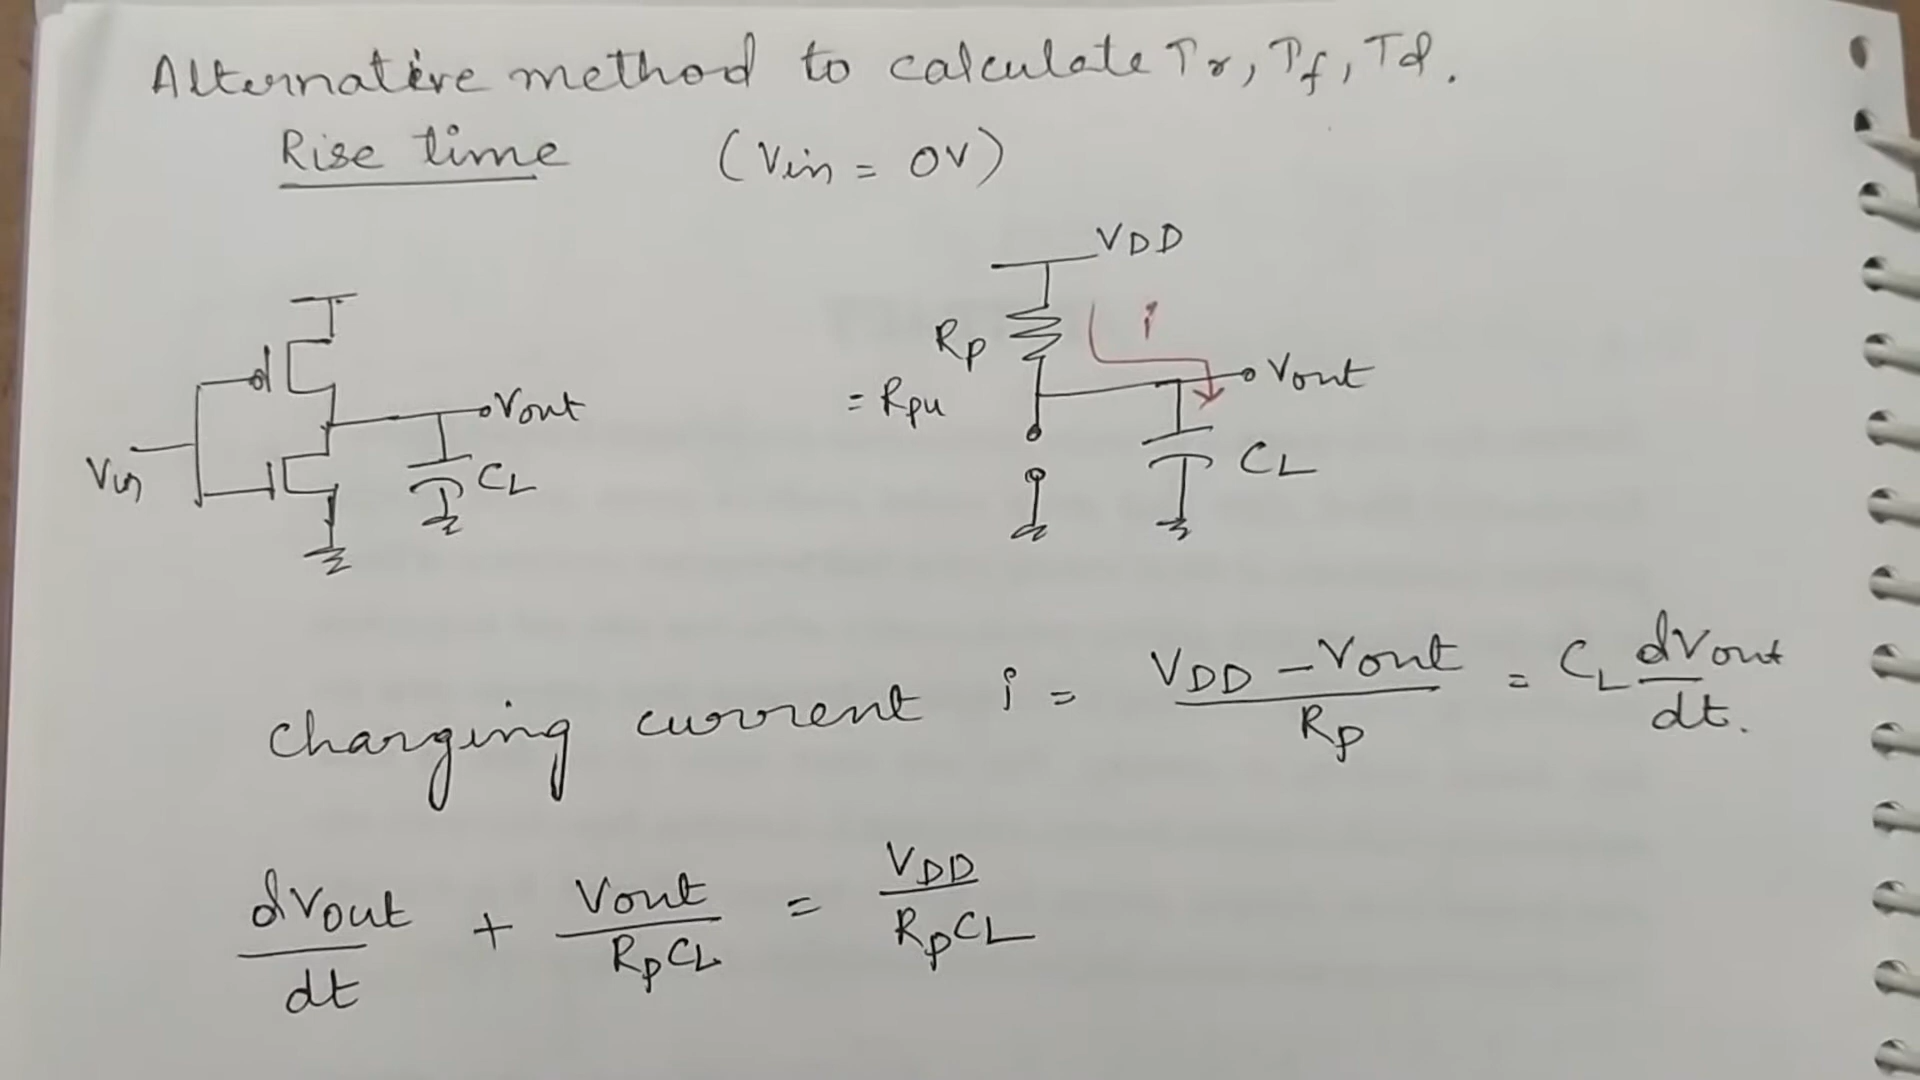 Alternative method to calculate Tr, Tf, Td.
Rise time (Vin = 0V)
VDD
Rp
i
= Rpu
Vout
CL
Vin
Vout
CL
charging current i = VDD - Vout / Rp = CL dVout / dt.
dVout / dt + Vout / RpCL = VDD / RpCL